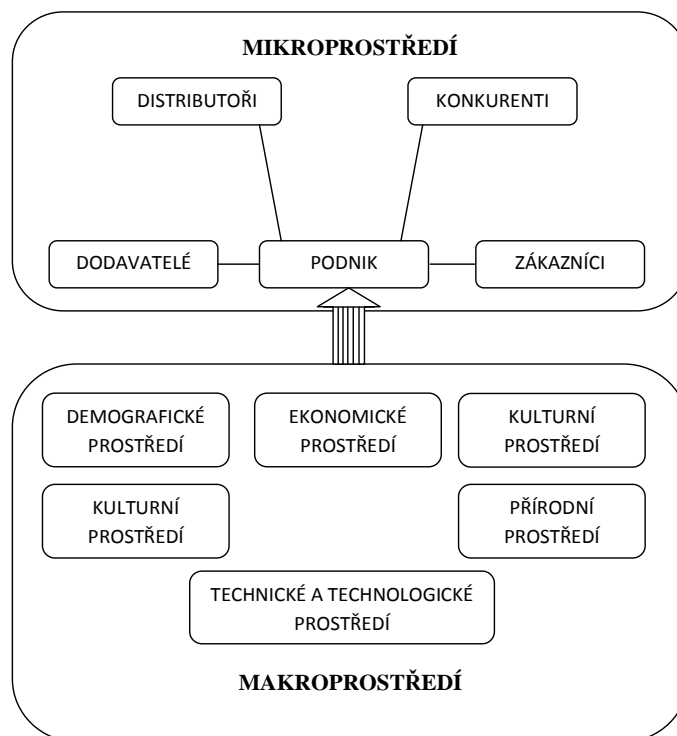 MIKROPROSTŘEDÍ
DISTRIBUTOŘI
KONKURENTI
DODAVATELÉ
PODNIK
ZÁKAZNÍCI
DEMOGRAFICKÉ
PROSTŘEDÍ
EKONOMICKÉ
PROSTŘEDÍ
KULTURNÍ
PROSTŘEDÍ
KULTURNÍ
PROSTŘEDÍ
PŘÍRODNÍ
PROSTŘEDÍ
TECHNICKÉ A TECHNOLOGICKÉ
PROSTŘEDÍ
MAKROPROSTŘEDÍ